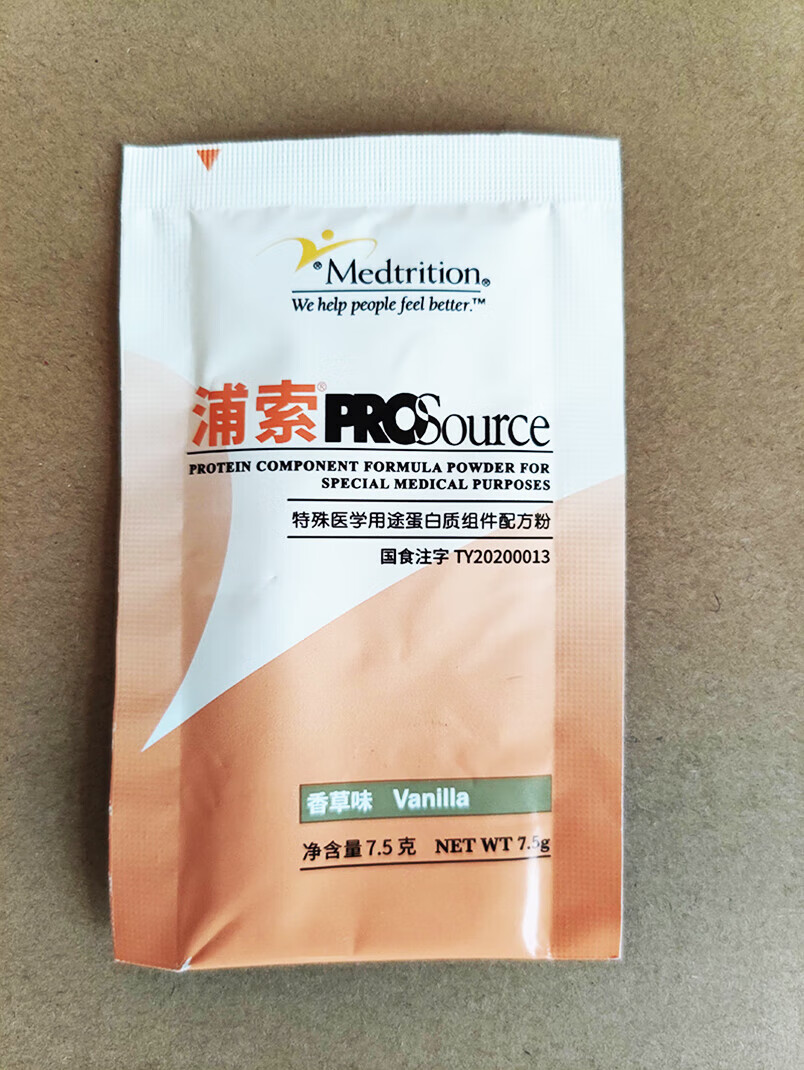 Medtrition®
We help people feel better.™
浦索® PROSource
PROTEIN COMPONENT FORMULA POWDER FOR
SPECIAL MEDICAL PURPOSES
特殊医学用途蛋白质组件配方粉
国食注字 TY20200013
香草味 Vanilla
净含量 7.5 克 NET WT 7.5g